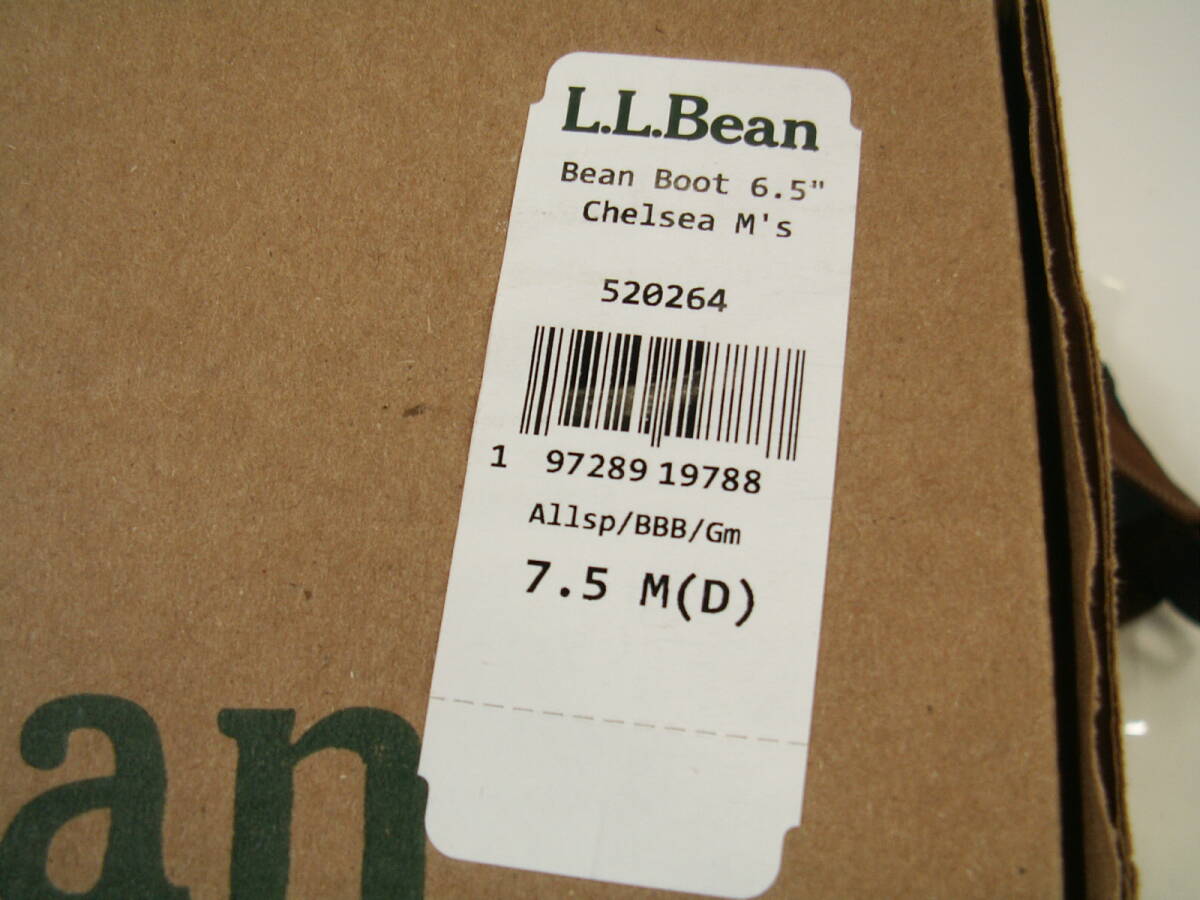 L.L.Bean
Bean Boot 6.5"
Chelsea M's
520264
1 97289 19788
Allsp/BBB/Gm
7.5 M(D)
an